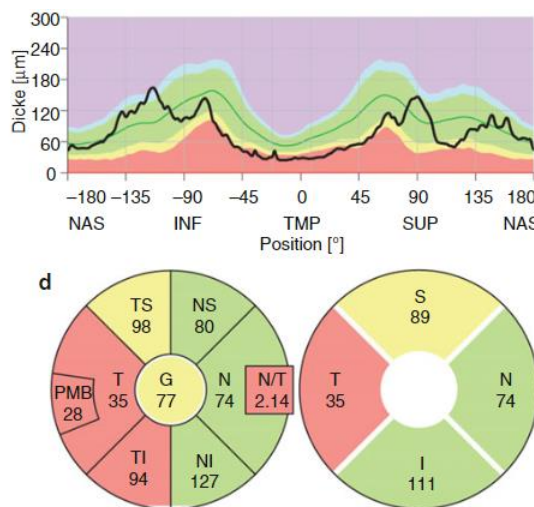 300
240
180
120
60
0
Dicke [µm]
−180 −135 −90 −45 0 45 90 135 180
NAS INF TMP SUP NAS
Position [°]
d
TS
98
NS
80
PMB
28
T
35
G
77
N
74
N/T
2.14
TI
94
NI
127
S
89
T
35
N
74
I
111